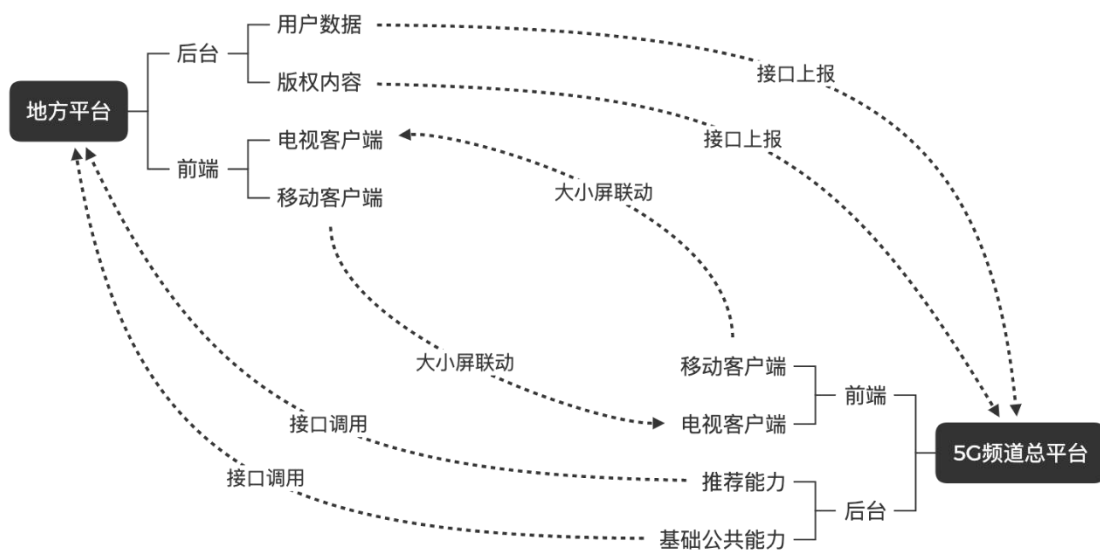 用户数据
后台
接口上报
版权内容
地方平台
接口上报
电视客户端
前端
大小屏联动
移动客户端
大小屏联动
移动客户端
前端
接口调用
电视客户端
5G频道总平台
接口调用
推荐能力
后台
基础公共能力